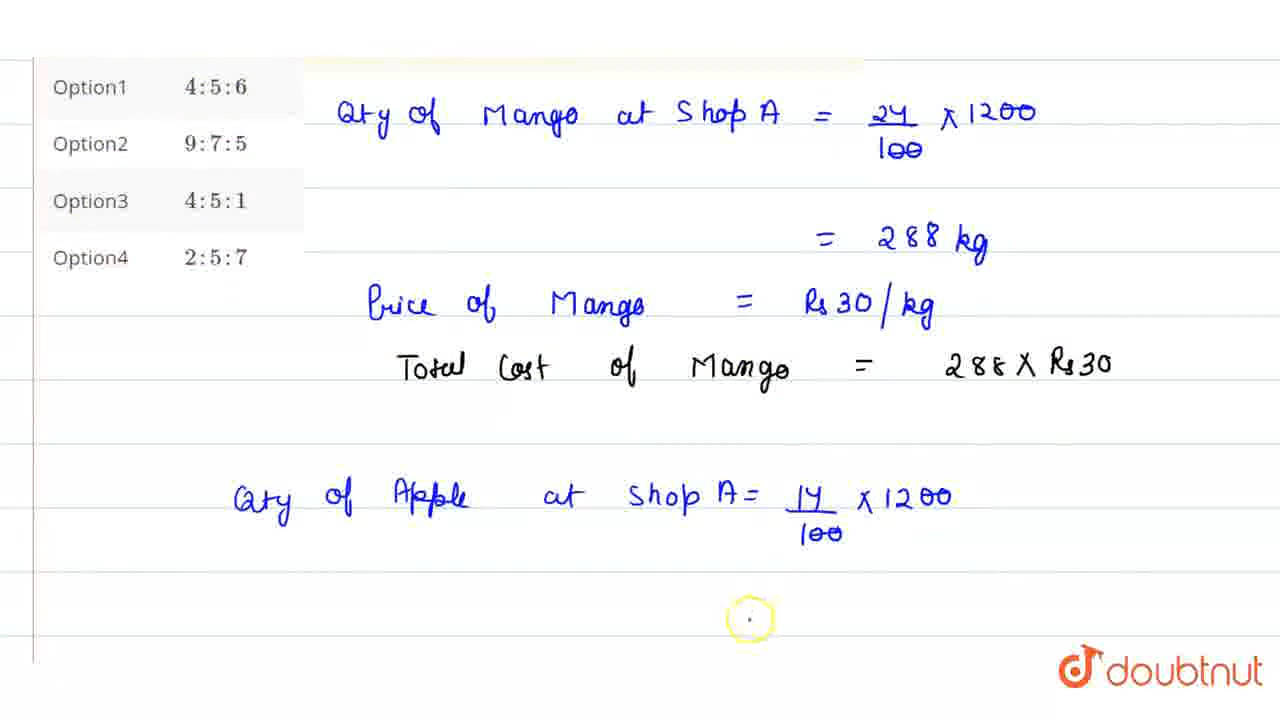 Option1 4 : 5 : 6
Option2 9 : 7 : 5
Option3 4 : 5 : 1
Option4 2 : 5 : 7
Qty of Mango at Shop A = 24/100 × 1200
= 288 kg
Price of Mango = Rs 30/kg
Total Cost of Mango = 288 × Rs 30
Qty of Apple at Shop A = 14/100 × 1200
doubtnut